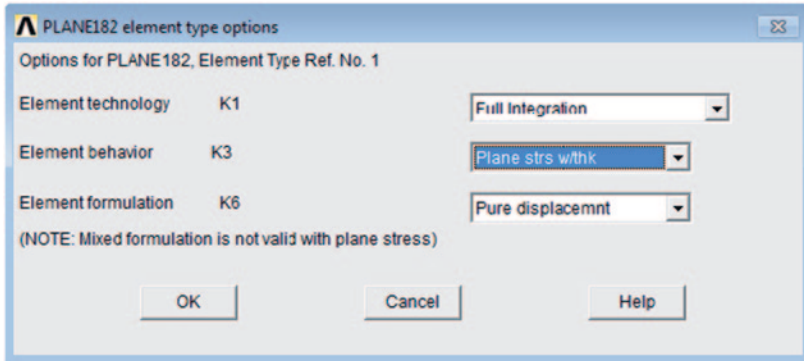 PLANE182 element type options
Options for PLANE182, Element Type Ref. No. 1
Element technology K1 Full Integration
Element behavior K3 Plane strs w/thk
Element formulation K6 Pure displacemnt
(NOTE: Mixed formulation is not valid with plane stress)
OK Cancel Help